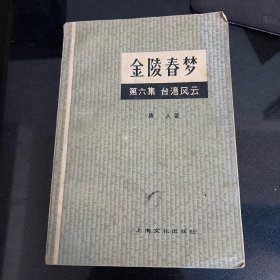 金陵春梦
第六集 台湾风云
唐人著
上海文化出版社